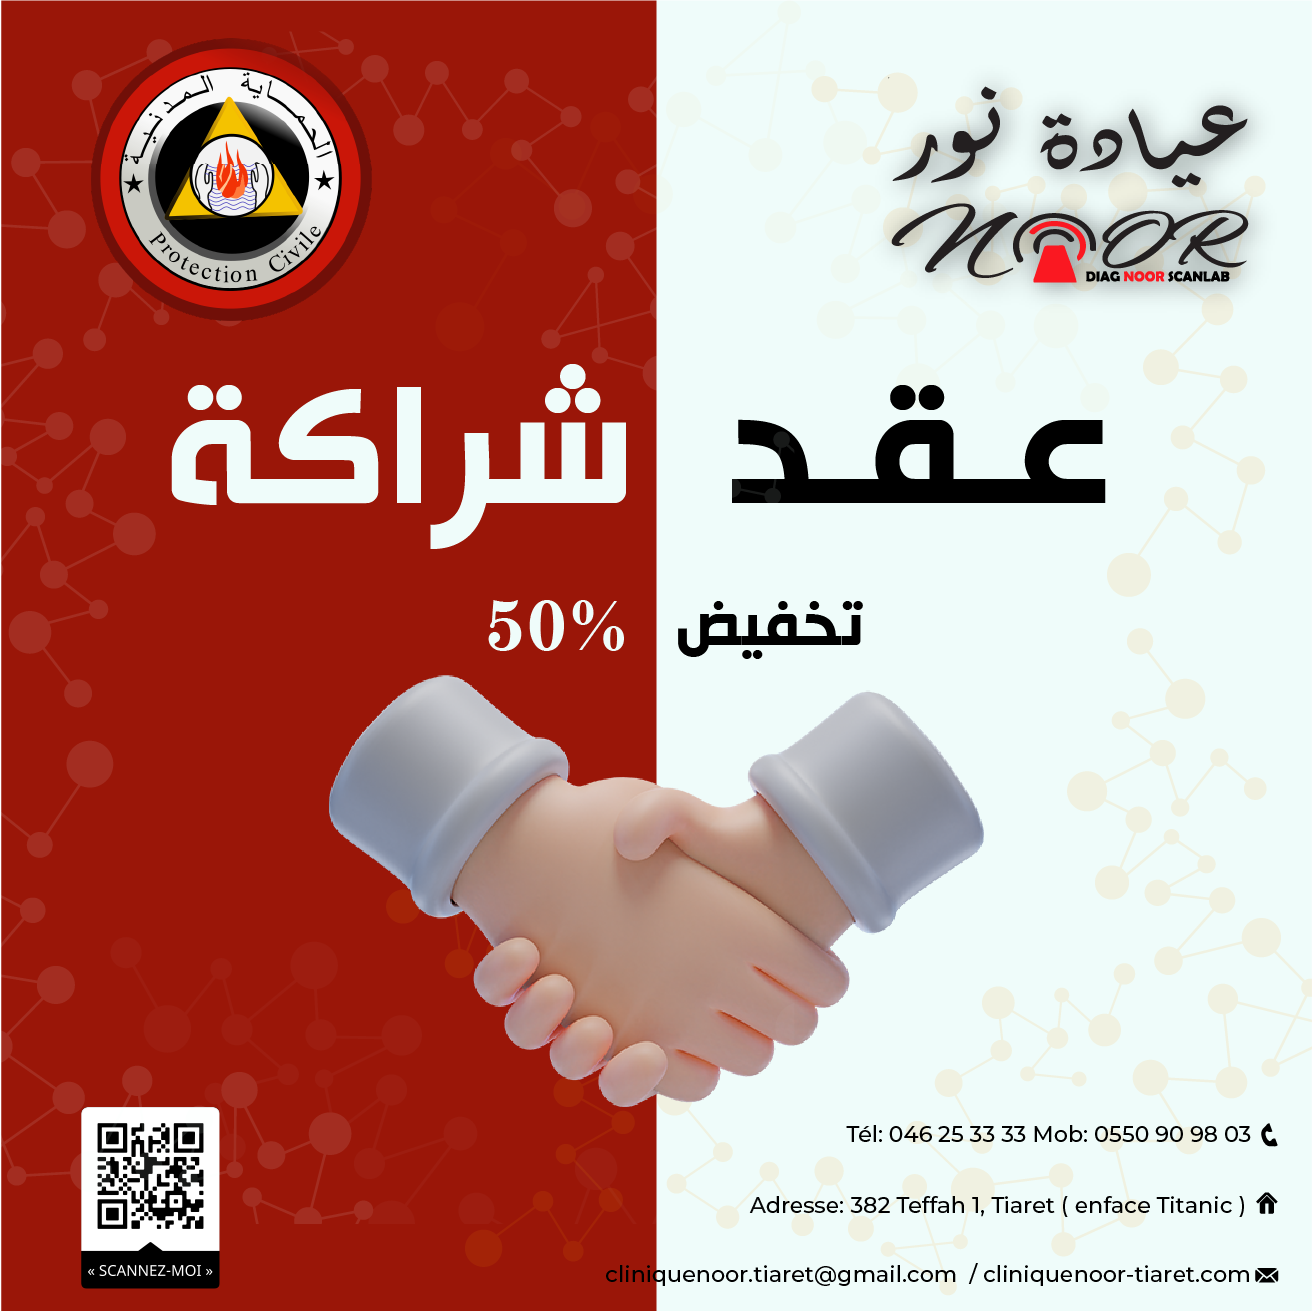 الحماية المدنية
Protection Civile
عيادة نور
NOOR
DIAG NOOR SCANLAB
عقد شراكة
تخفيض 50%
Tél: 046 25 33 33 Mob: 0550 90 98 03
Adresse: 382 Teffah 1, Tiaret ( enface Titanic )
cliniquenoor.tiaret@gmail.com / cliniquenoor-tiaret.com
« SCANNEZ-MOI »